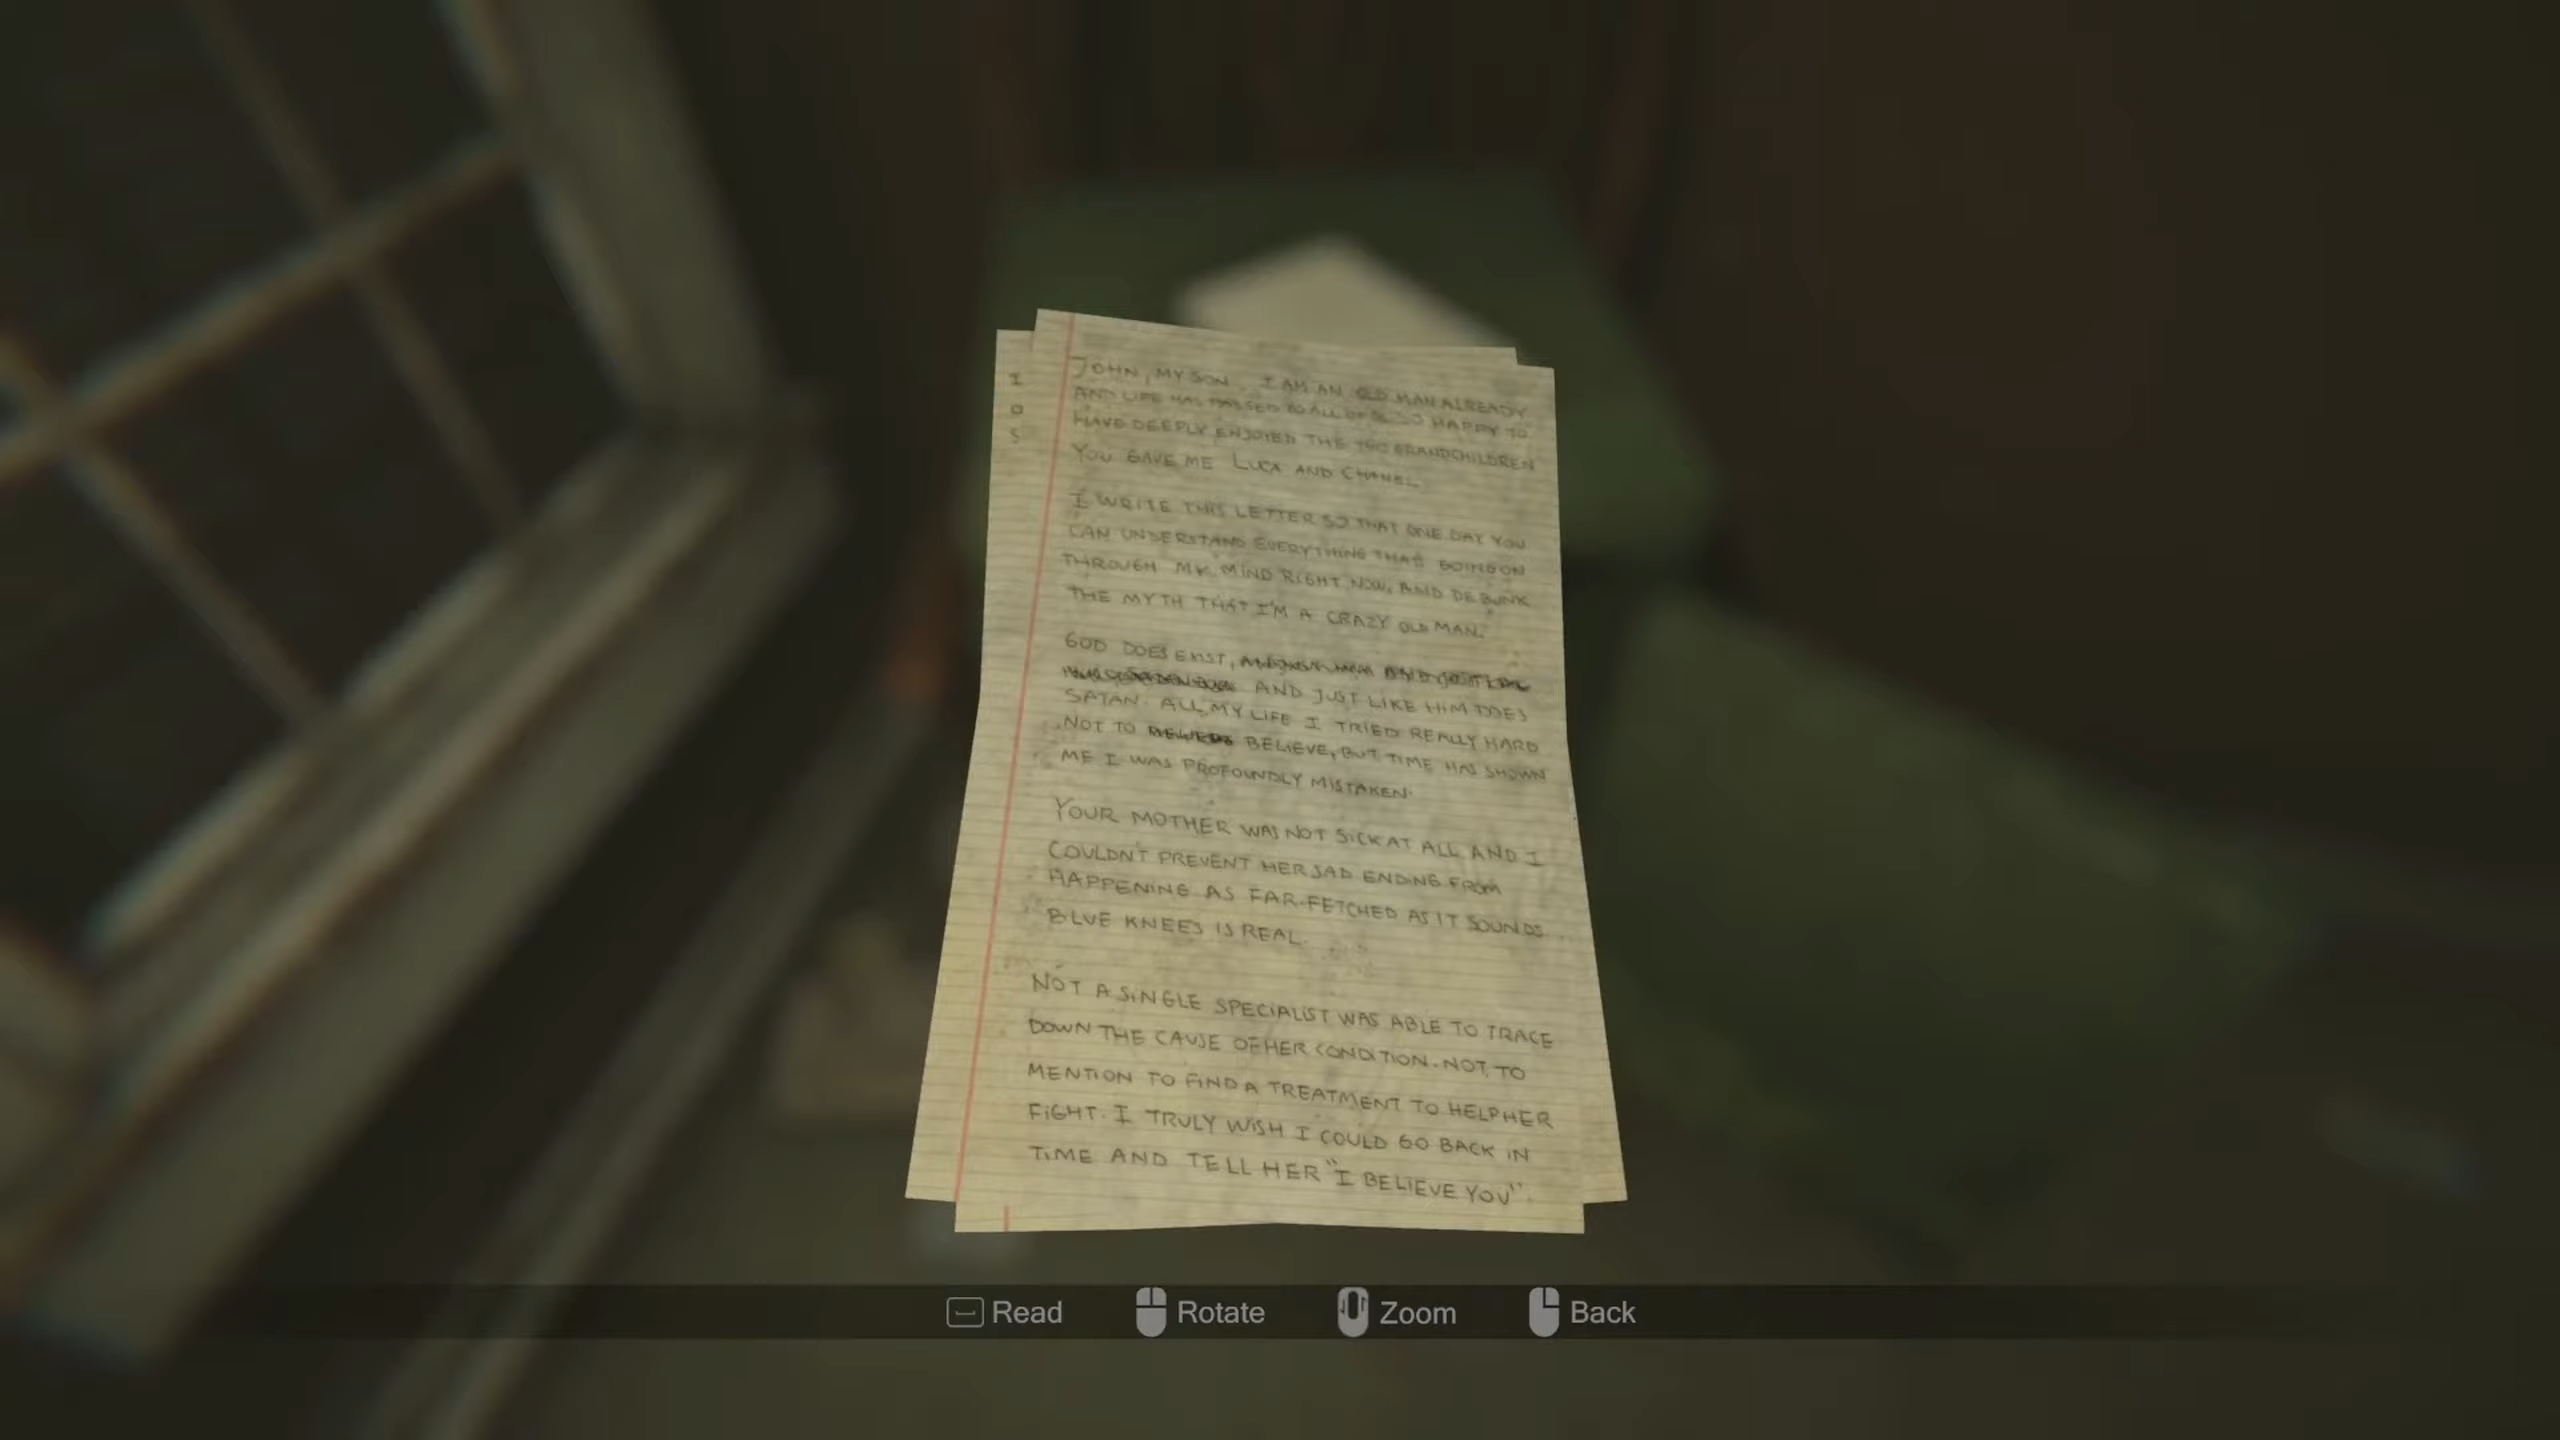 I
O
S
JOHN, MY SON. I AM AN OLD MAN ALREADY
AND LIFE HAS PASSED TO ALL OF HAPPY TO
HAVE DEEPLY ENJOYED THE TWO GRANDCHILDREN
YOU GAVE ME LUCA AND CHANEL
I WRITE THIS LETTER SO THAT ONE DAY YOU
CAN UNDERSTAND EVERYTHING THAT GOING ON
THROUGH MY MIND RIGHT NOW, AND DEBUNK
THE MYTH THAT I'M A CRAZY OLD MAN.
GOD DOES EXIST,
AND JUST LIKE HIM DOES
SATAN. ALL MY LIFE I TRIED REALLY HARD
NOT TO BELIEVE, BUT TIME HAS SHOWN
ME I WAS PROFOUNDLY MISTAKEN.
YOUR MOTHER WAS NOT SICK AT ALL AND I
COULDN'T PREVENT HER SAD ENDING FROM
HAPPENING AS FAR-FETCHED AS IT SOUNDS
BLUE KNEES IS REAL.
NOT A SINGLE SPECIALIST WAS ABLE TO TRACE
DOWN THE CAUSE OF HER CONDITION. NOT TO
MENTION TO FIND A TREATMENT TO HELP HER
FIGHT. I TRULY WISH I COULD GO BACK IN
TIME AND TELL HER "I BELIEVE YOU".
Read Rotate Zoom Back